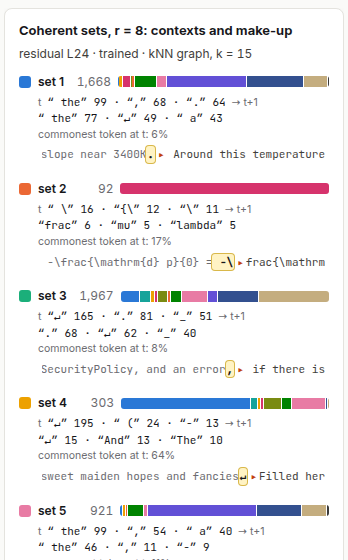 Coherent sets, r = 8: contexts and make-up
residual L24 · trained · kNN graph, k = 15
set 1 1,668
t “ the” 99 · “,” 68 · “.” 64 → t+1
“ the” 77 · “↵” 49 · “ a” 43
commonest token at t: 6%
slope near 3400K. ▸ Around this temperature
set 2 92
t “ \” 16 · “{\” 12 · “\” 11 → t+1
“frac” 6 · “mu” 5 · “lambda” 5
commonest token at t: 17%
-\frac{\mathrm{d} p}{0} = -\ ▸ frac{\mathrm
set 3 1,967
t “↵” 165 · “.” 81 · “_” 51 → t+1
“.” 68 · “↵” 62 · “_” 40
commonest token at t: 8%
SecurityPolicy, and an error, ▸ if there is
set 4 303
t “↵” 195 · “ (” 24 · “-” 13 → t+1
“↵” 15 · “And” 13 · “The” 10
commonest token at t: 64%
sweet maiden hopes and fancies↵ ▸ Filled her
set 5 921
t “ the” 99 · “,” 54 · “ a” 40 → t+1
“ the” 46 · “,” 11 · “-” 9